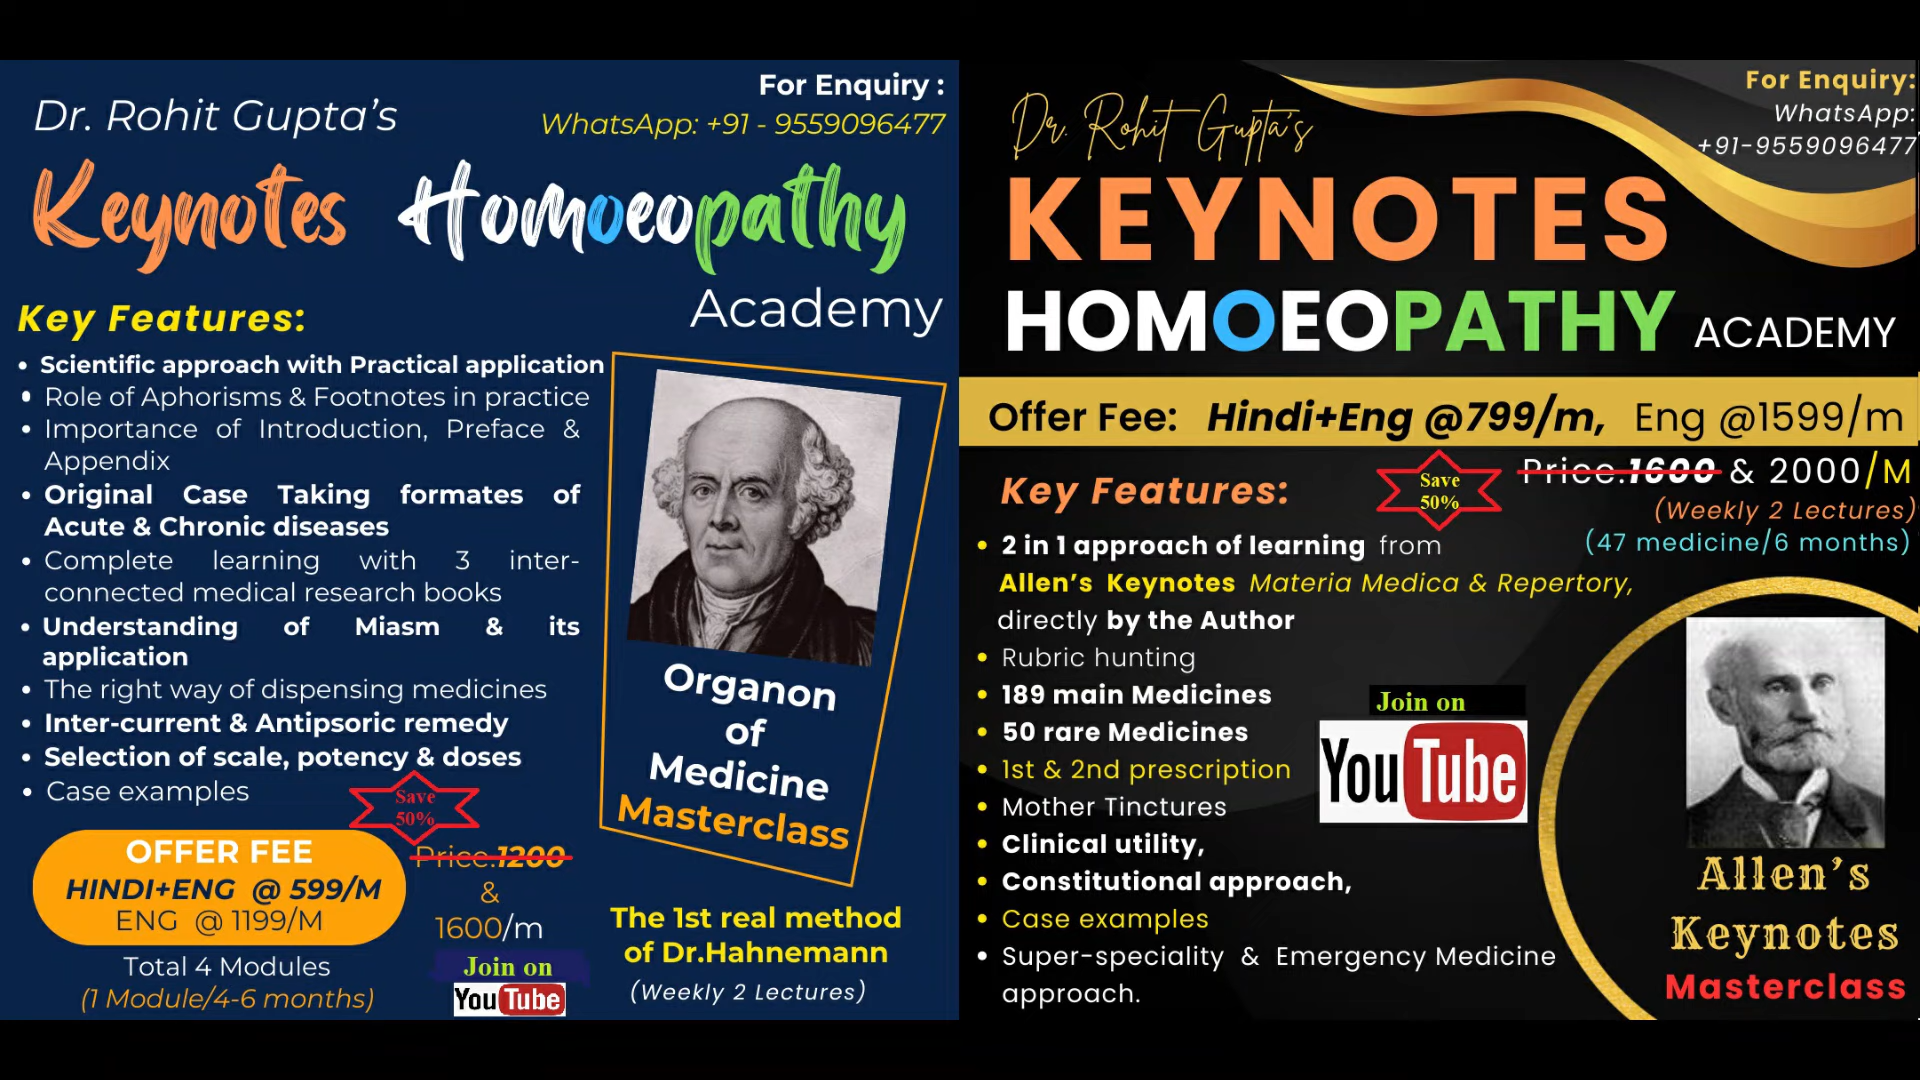 Dr. Rohit Gupta's
For Enquiry :
WhatsApp: +91 - 9559096477
Keynotes Homoeopathy
Academy
Key Features:
• Scientific approach with Practical application
• Role of Aphorisms & Footnotes in practice
• Importance of Introduction, Preface &
Appendix
• Original Case Taking formates of
Acute & Chronic diseases
• Complete learning with 3 inter-
connected medical research books
• Understanding of Miasm & its
application
• The right way of dispensing medicines
• Inter-current & Antipsoric remedy
• Selection of scale, potency & doses
• Case examples
Save
50%
OFFER FEE
HINDI+ENG @ 599/M
ENG @ 1199/M
Total 4 Modules
(1 Module/4-6 months)
Price.1200
&
1600/m
Join on
YouTube
Organon
of
Medicine
Masterclass
The 1st real method
of Dr.Hahnemann
(Weekly 2 Lectures)
Dr. Rohit Gupta's
For Enquiry:
WhatsApp:
+91-9559096477
KEYNOTES
HOMOEOPATHY ACADEMY
Offer Fee: Hindi+Eng @799/m, Eng @1599/m
Key Features:
Save
50%
Price.1600 & 2000/M
(Weekly 2 Lectures)
(47 medicine/6 months)
• 2 in 1 approach of learning from
Allen's Keynotes Materia Medica & Repertory,
directly by the Author
• Rubric hunting
• 189 main Medicines
• 50 rare Medicines
• 1st & 2nd prescription
• Mother Tinctures
• Clinical utility,
• Constitutional approach,
• Case examples
• Super-speciality & Emergency Medicine
approach.
Join on
YouTube
Allen's
Keynotes
Masterclass